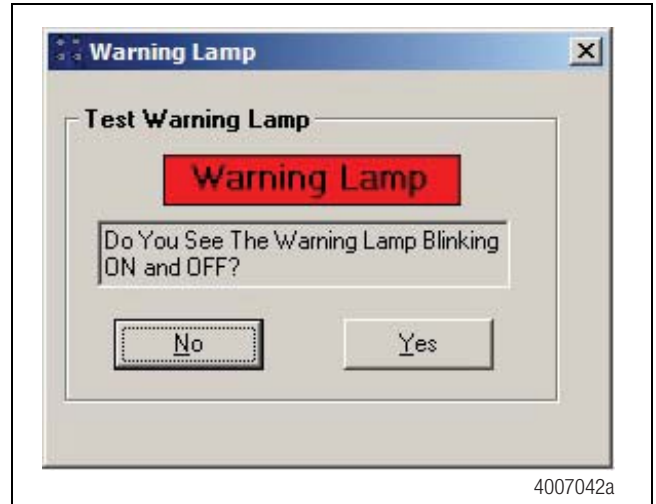 Warning Lamp
Test Warning Lamp
Warning Lamp
Do You See The Warning Lamp Blinking
ON and OFF?
No
Yes
4007042a